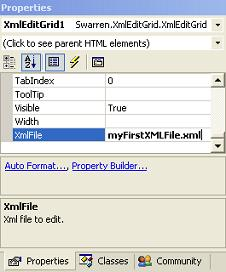 Properties
XmlEditGrid1 Swarren.XmlEditGrid.XmlEditGrid
(Click to see parent HTML elements)
TabIndex 0
ToolTip
Visible True
Width
XmlFile myFirstXMLFile.xml
Auto Format..., Property Builder...
XmlFile
Xml file to edit.
Properties Classes Community